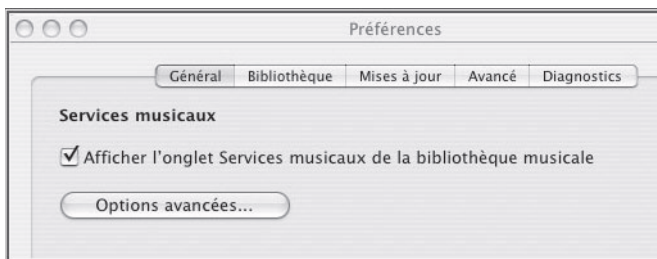 Préférences
Général Bibliothèque Mises à jour Avancé Diagnostics
Services musicaux
Afficher l'onglet Services musicaux de la bibliothèque musicale
Options avancées...